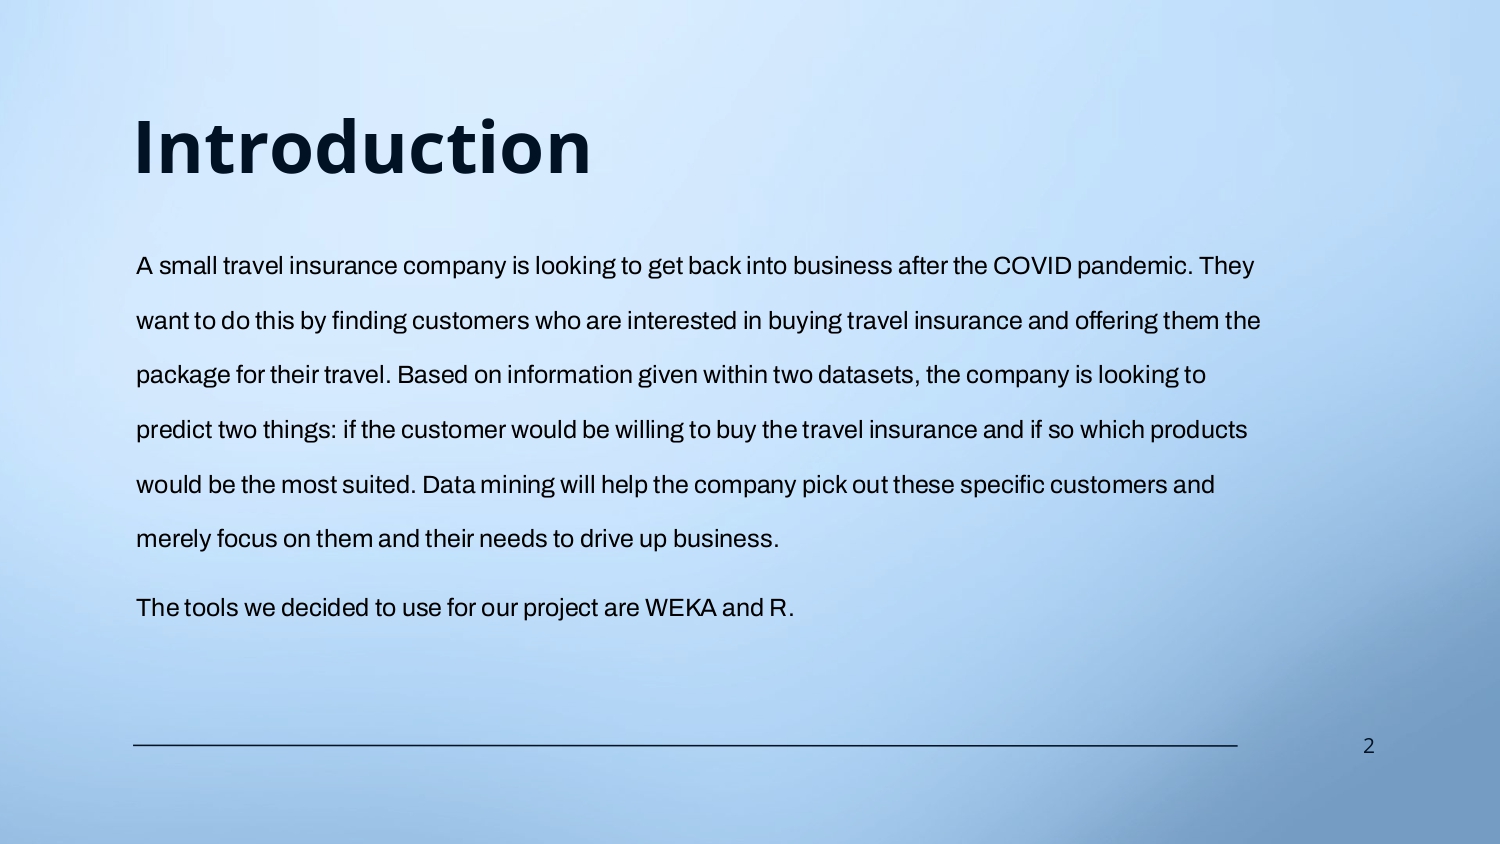 Introduction
A small travel insurance company is looking to get back into business after the COVID pandemic. They
want to do this by finding customers who are interested in buying travel insurance and offering them the
package for their travel. Based on information given within two datasets, the company is looking to
predict two things: if the customer would be willing to buy the travel insurance and if so which products
would be the most suited. Data mining will help the company pick out these specific customers and
merely focus on them and their needs to drive up business.
The tools we decided to use for our project are WEKA and R.
2